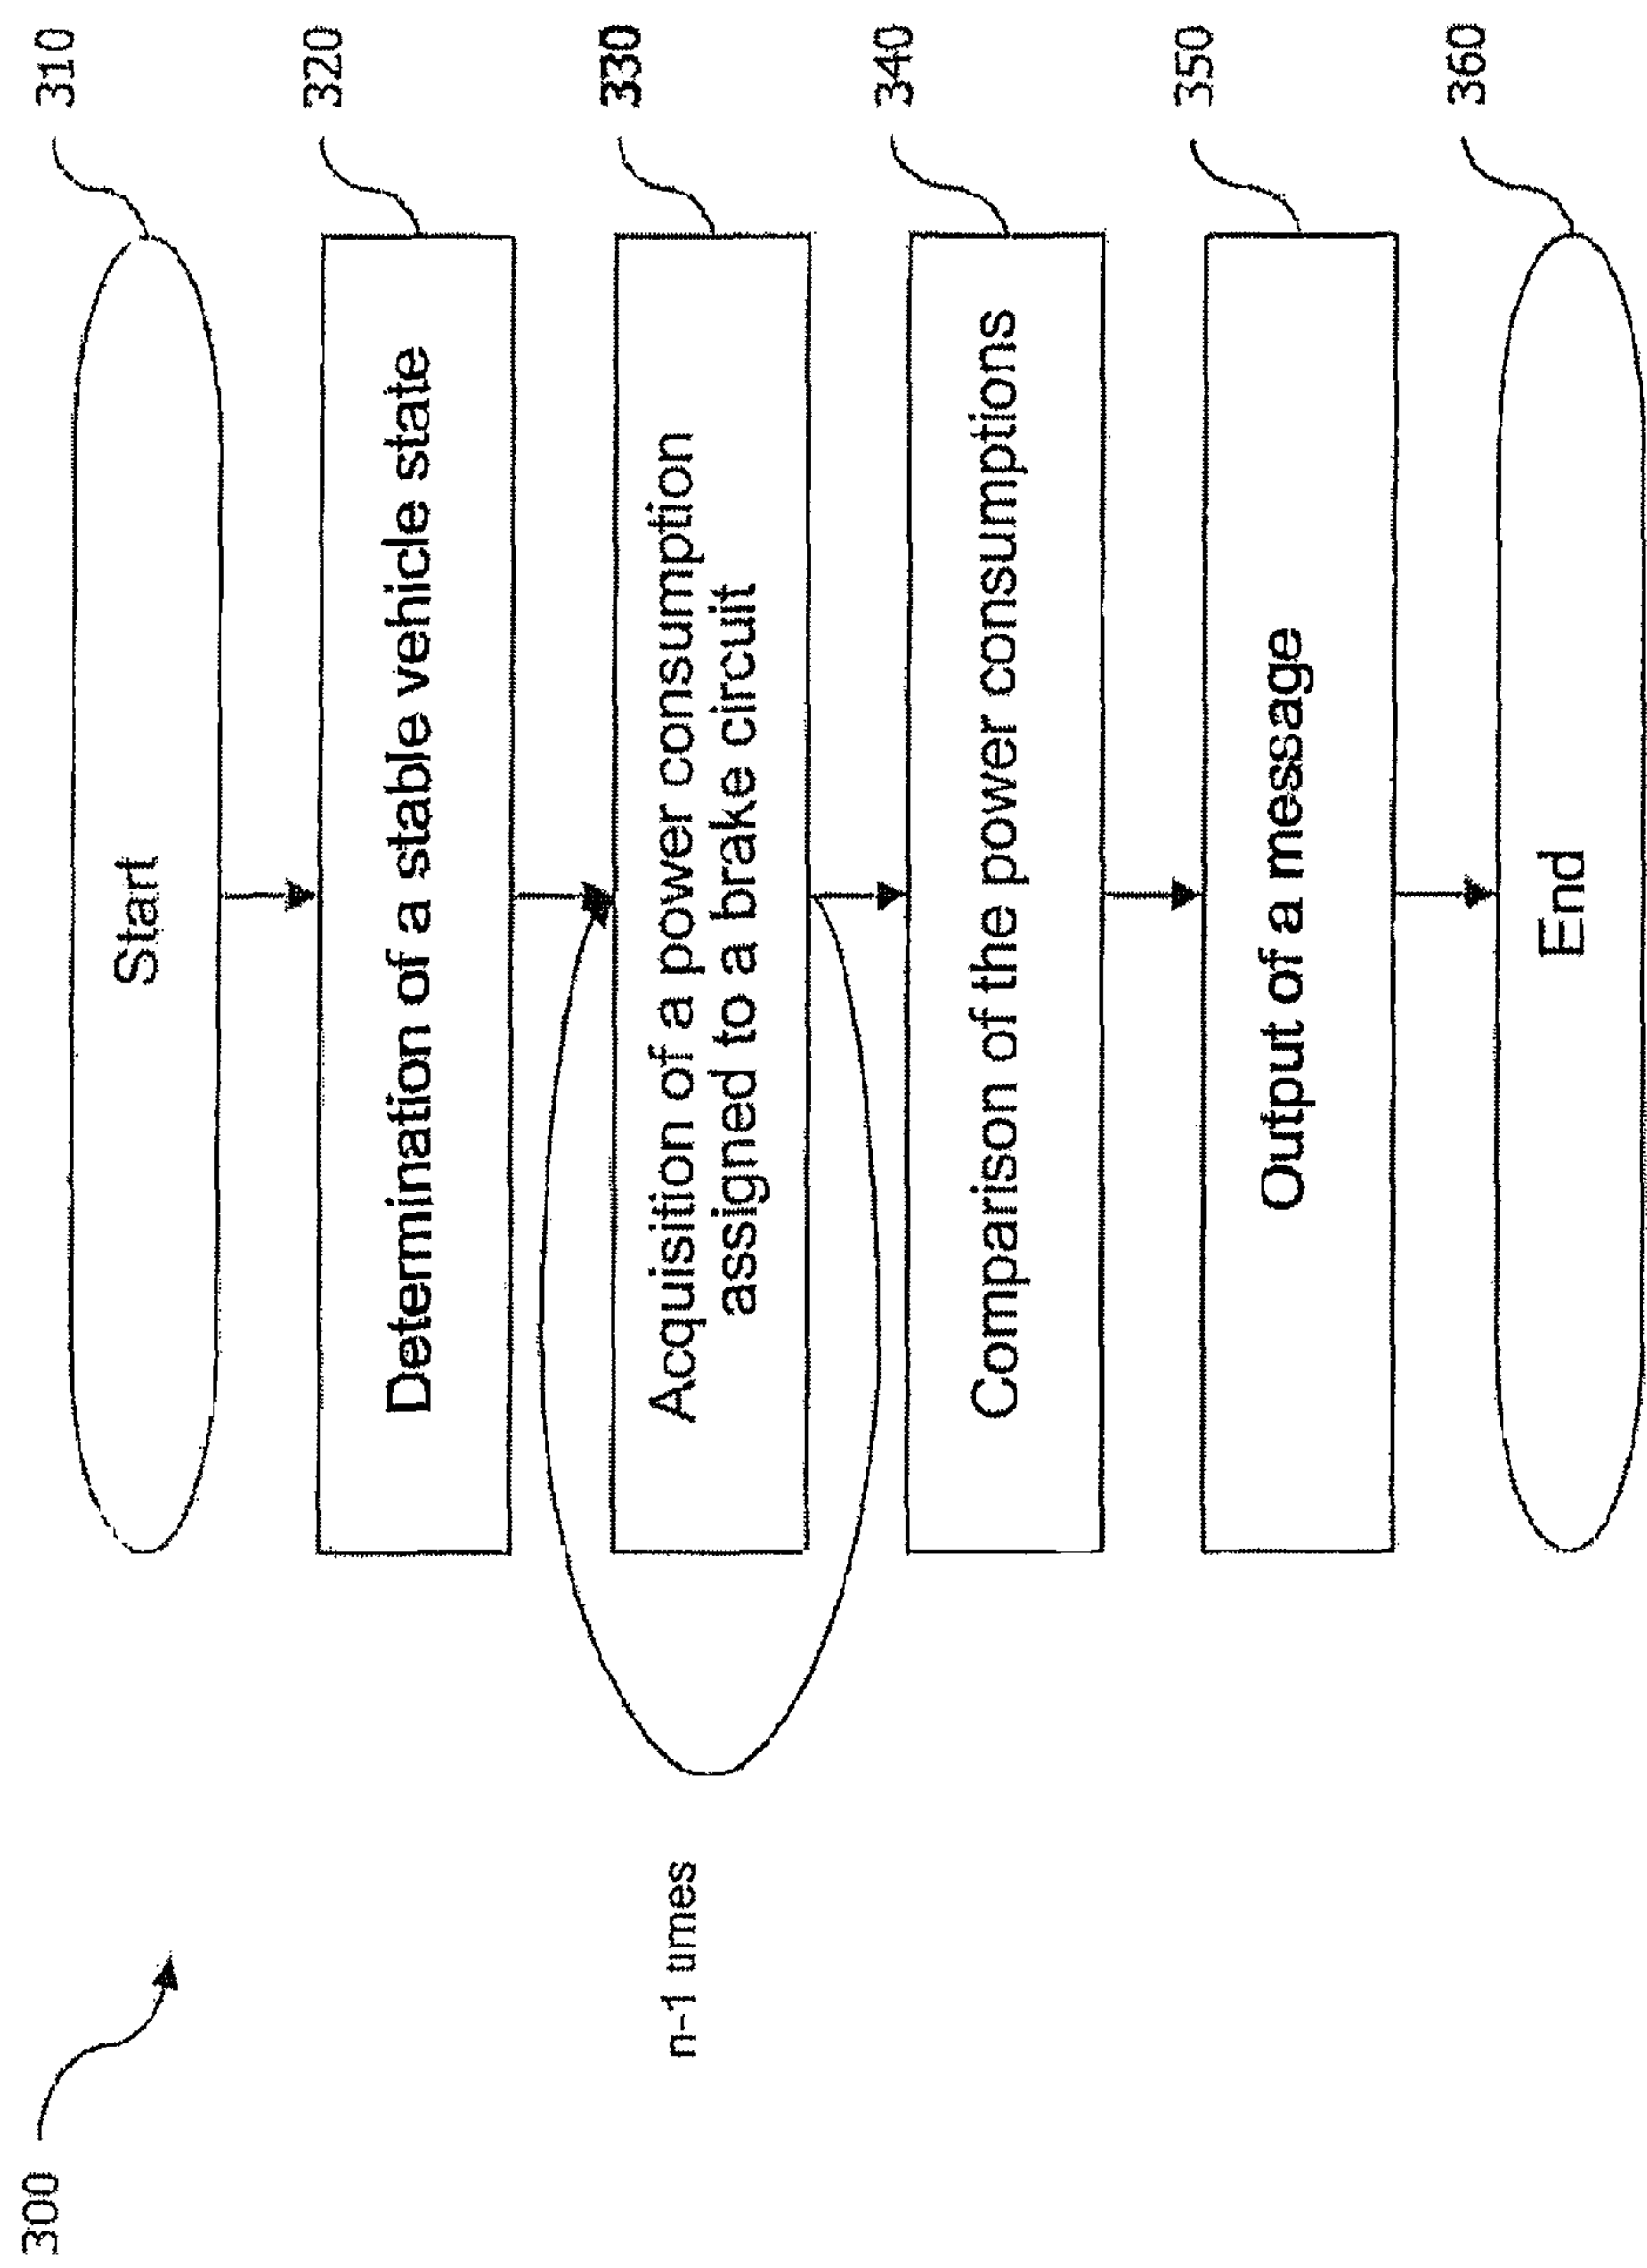 300
Start
310
Determination of a stable vehicle state
320
n-1 times
Acquisition of a power consumption
assigned to a brake circuit
330
Comparison of the power consumptions
340
Output of a message
350
End
360